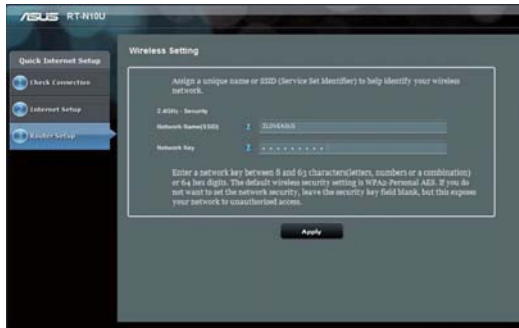 ASUS RT-N10U
Quick Internet Setup
Check Connection
Internet Setup
Router Setup
Wireless Setting
Assign a unique name or SSID (Service Set Identifier) to help identify your wireless
network.
2.4GHz - Security
Network Name(SSID)
Network Key
Enter a network key between 8 and 63 characters(letters, numbers or a combination)
or 64 hex digits. The default wireless security setting is WPA2-Personal AES. If you do
not want to set the network security, leave the security key field blank, but this expose
your network to unauthorized access.
Apply